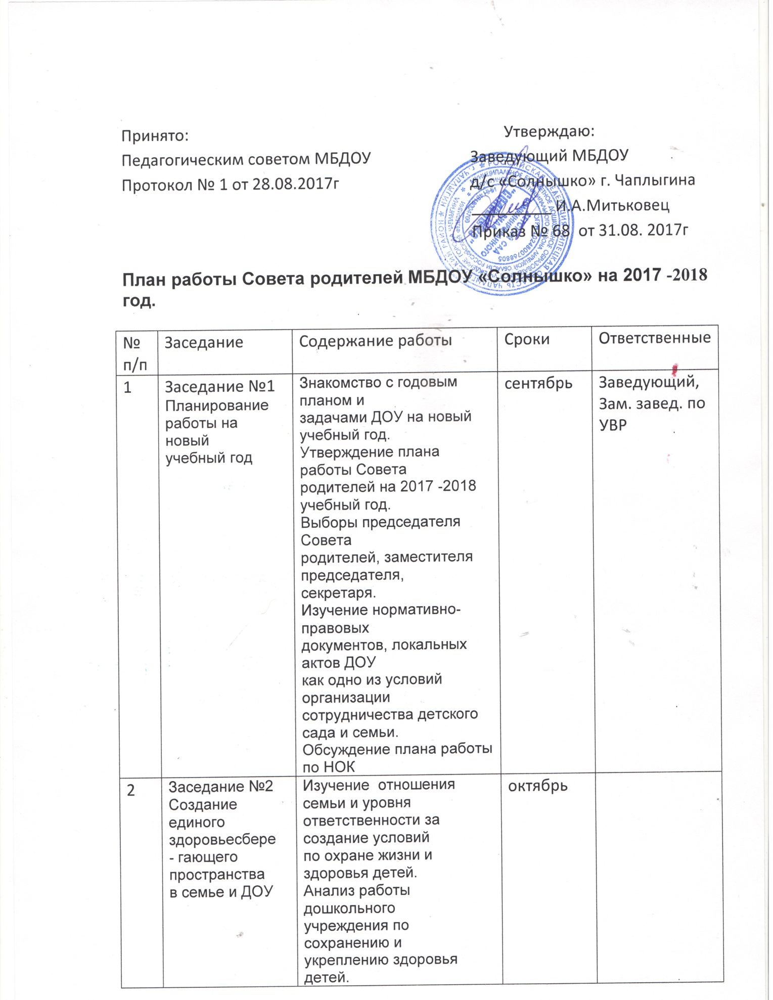 Принято:
Педагогическим советом МБДОУ
Протокол № 1 от 28.08.2017г
Утверждаю:
Заведующий МБДОУ
д/с «Солнышко» г. Чаплыгина
И.А.Митьковец
Приказ № 68 от 31.08. 2017г
План работы Совета родителей МБДОУ «Солнышко» на 2017 -2018
год.
№
п/п
Заседание
Содержание работы
Сроки
Ответственные
1
Заседание №1
Планирование
работы на
новый
учебный год
Знакомство с годовым
планом и
задачами ДОУ на новый
учебный год.
Утверждение плана
работы Совета
родителей на 2017 -2018
учебный год.
Выборы председателя
Совета
родителей, заместителя
председателя,
секретаря.
Изучение нормативно-
правовых
документов, локальных
актов ДОУ
как одно из условий
организации
сотрудничества детского
сада и семьи.
Обсуждение плана работы
по НОК
сентябрь
Заведующий,
Зам. завед. по
УВР
2
Заседание №2
Создание
единого
здоровьесбере
- гающего
пространства
в семье и ДОУ
Изучение отношения
семьи и уровня
ответственности за
создание условий
по охране жизни и
здоровья детей.
Анализ работы
дошкольного
учреждения по
сохранению и
укреплению здоровья
детей.
октябрь